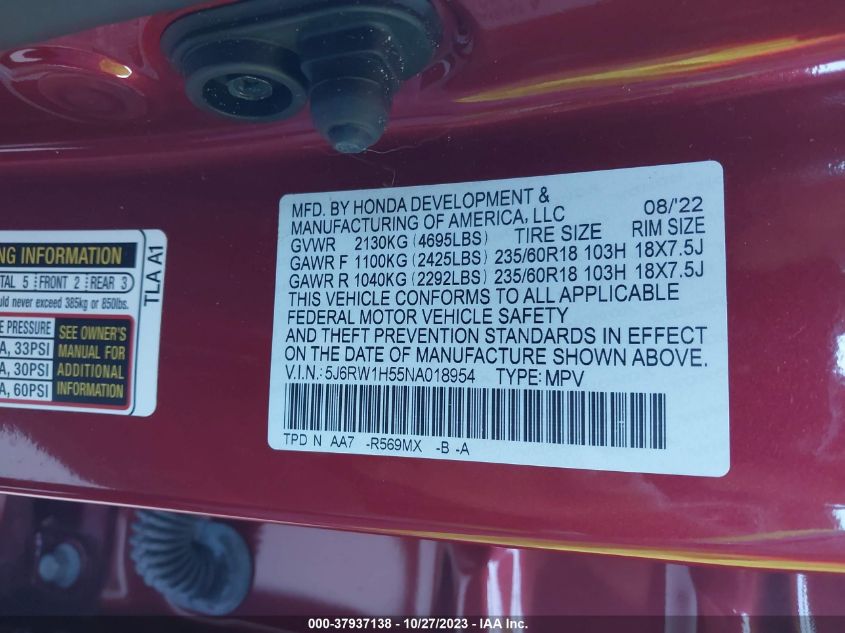 MFD. BY HONDA DEVELOPMENT & 08/'22
MANUFACTURING OF AMERICA, LLC
GVWR 2130KG (4695LBS) TIRE SIZE RIM SIZE
GAWR F 1100KG (2425LBS) 235/60R18 103H 18X7.5J
GAWR R 1040KG (2292LBS) 235/60R18 103H 18X7.5J
THIS VEHICLE CONFORMS TO ALL APPLICABLE
FEDERAL MOTOR VEHICLE SAFETY
AND THEFT PREVENTION STANDARDS IN EFFECT
ON THE DATE OF MANUFACTURE SHOWN ABOVE.
V.I.N.: 5J6RW1H55NA018954 TYPE: MPV
TPD N AA7 -R569MX -B -A
INFORMATION
5 FRONT 2 REAR 3
never exceed 385kg or 850lbs.
PRESSURE
33PSI
30PSI
60PSI
SEE OWNER'S
MANUAL FOR
ADDITIONAL
INFORMATION
TLA A1
000-37937138 - 10/27/2023 - IAA Inc.